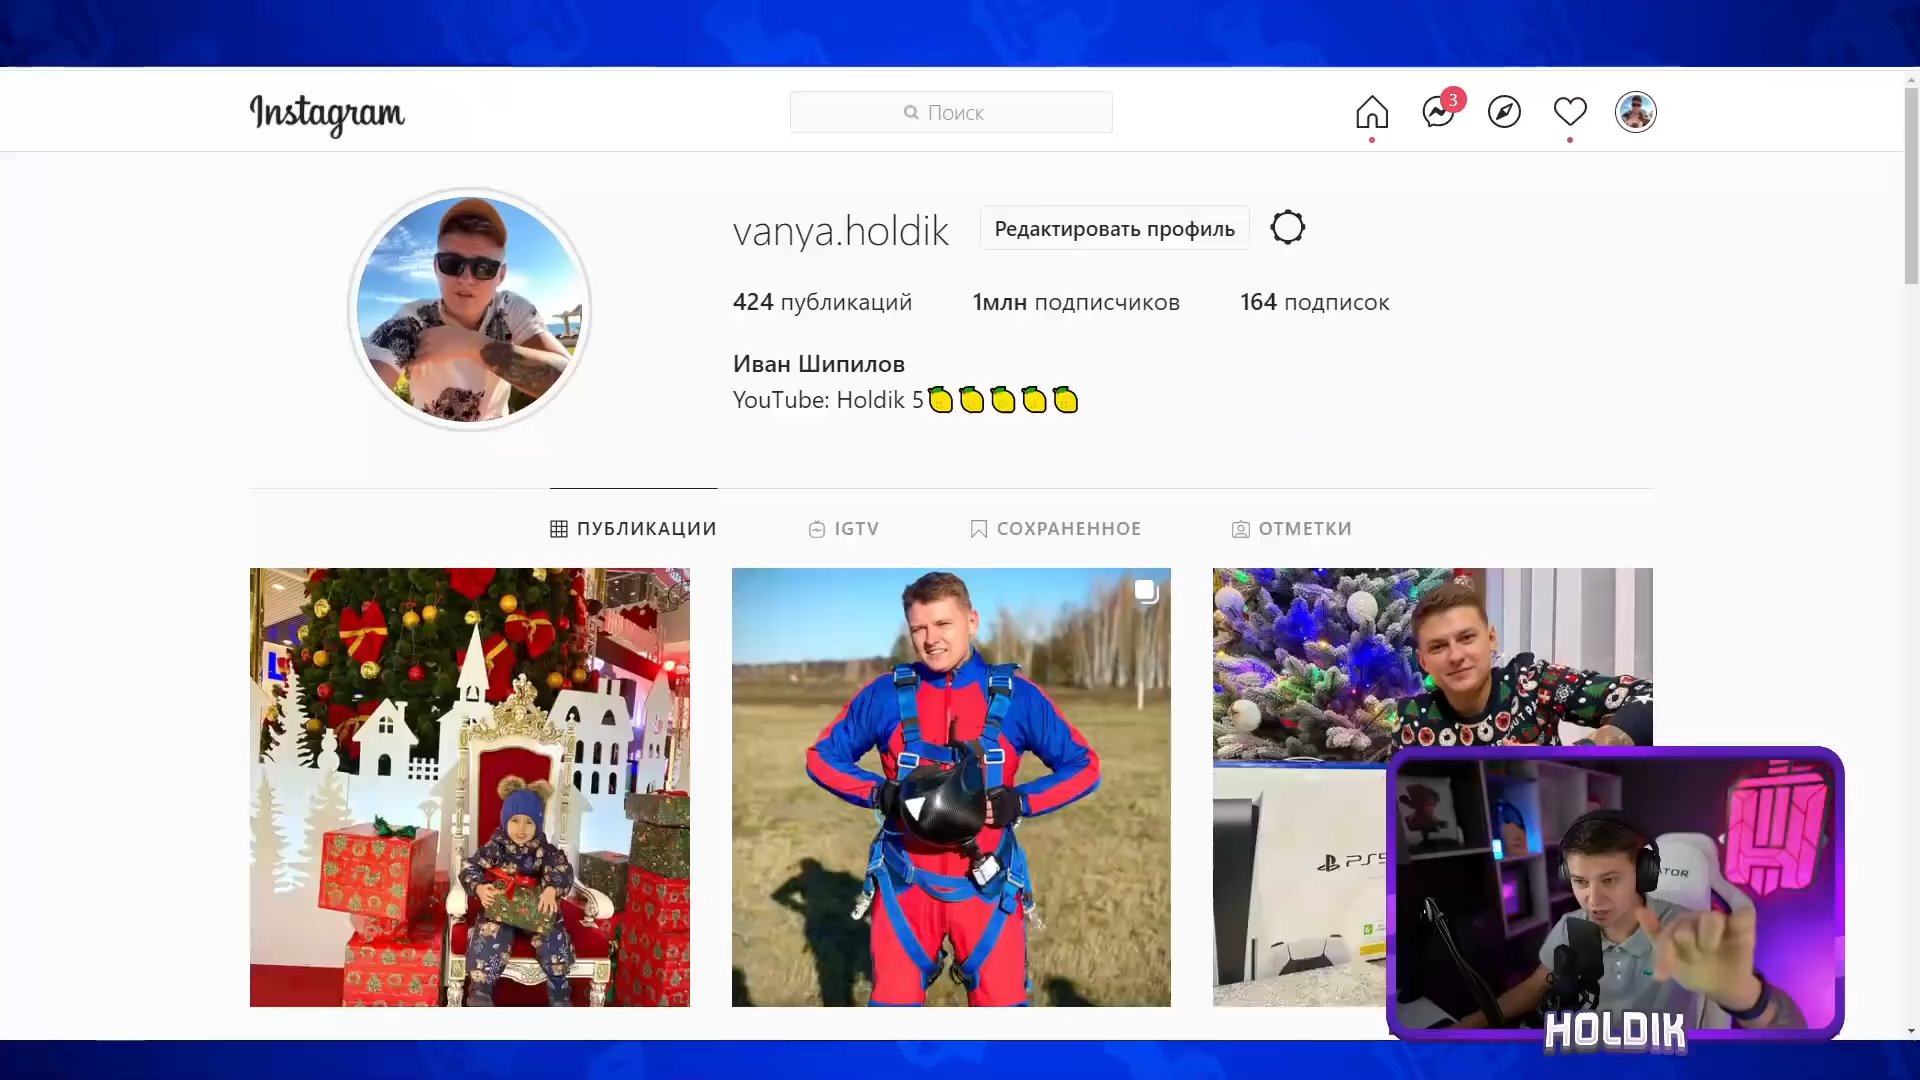 Instagram
Поиск
3
vanya.holdik
Редактировать профиль
424 публикаций
1млн подписчиков
164 подписок
Иван Шипилов
YouTube: Holdik 5🍋🍋🍋🍋🍋
ПУБЛИКАЦИИ
IGTV
СОХРАНЕННОЕ
ОТМЕТКИ
PS5
HOLDIK